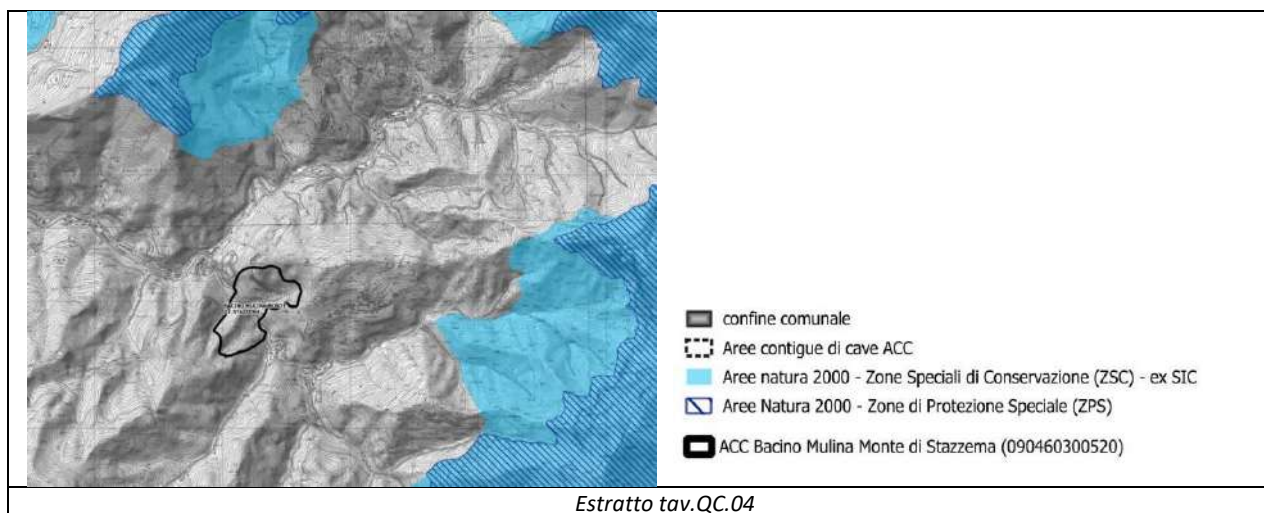 confine comunale
Aree contigue di cave ACC
Aree natura 2000 - Zone Speciali di Conservazione (ZSC) - ex SIC
Aree Natura 2000 - Zone di Protezione Speciale (ZPS)
ACC Bacino Mulina Monte di Stazzema (090460300520)
Estratto tav.QC.04